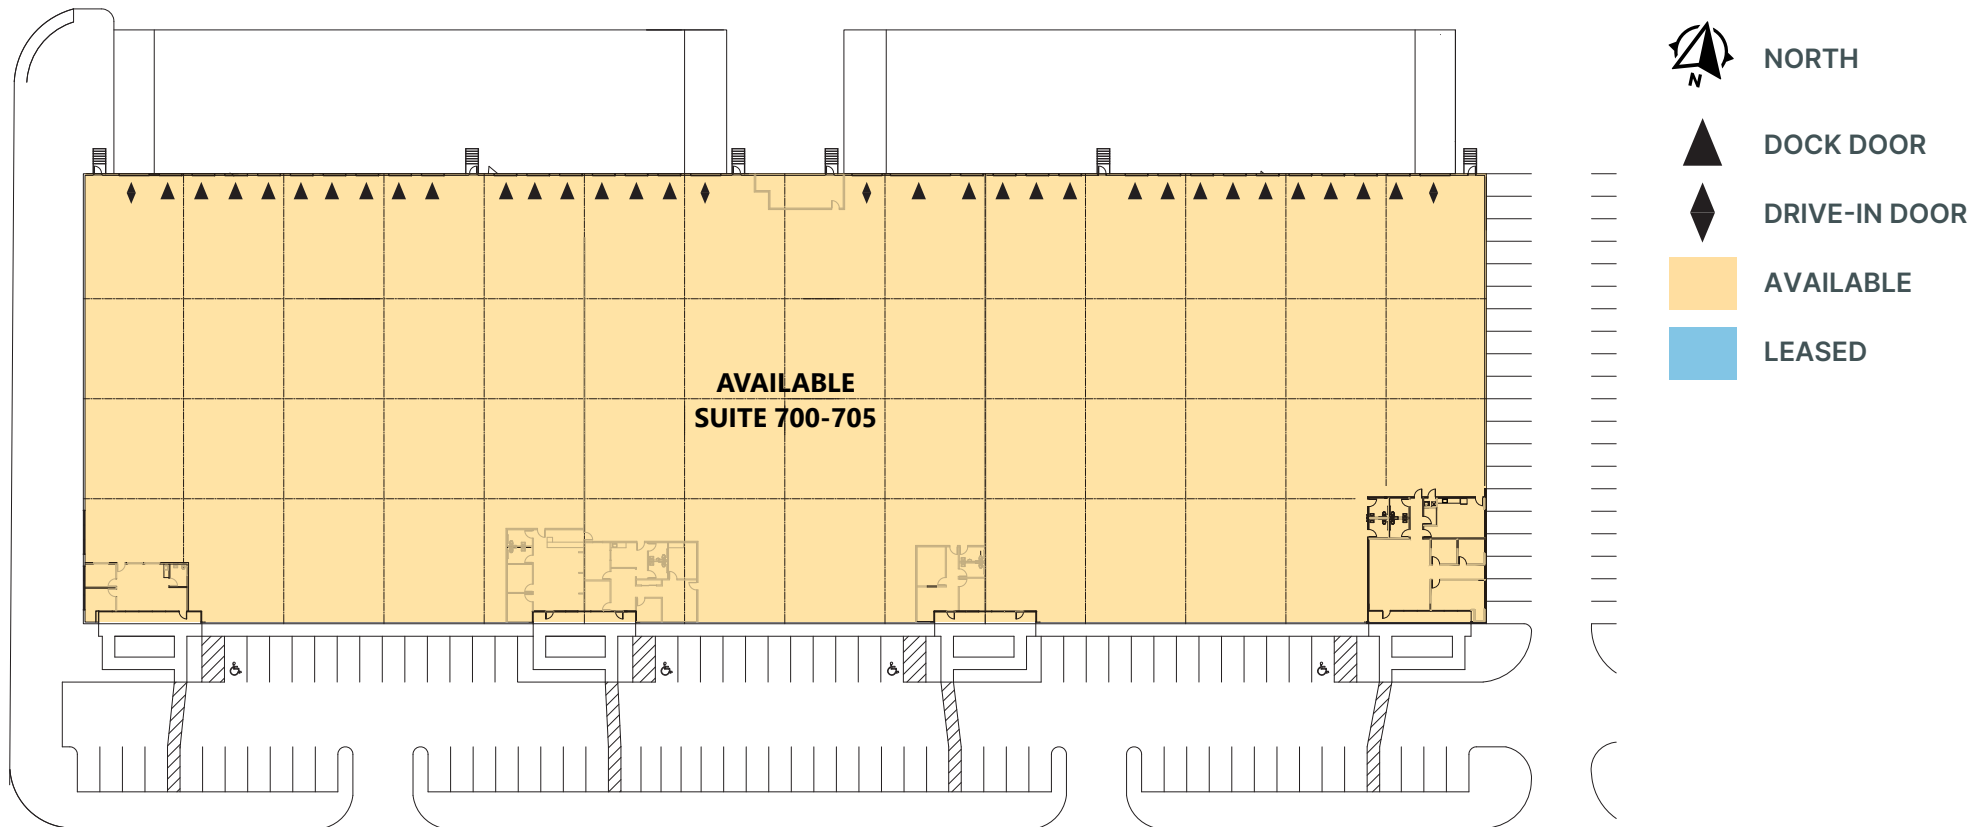 AVAILABLE
SUITE 700-705
N
NORTH
DOCK DOOR
DRIVE-IN DOOR
AVAILABLE
LEASED